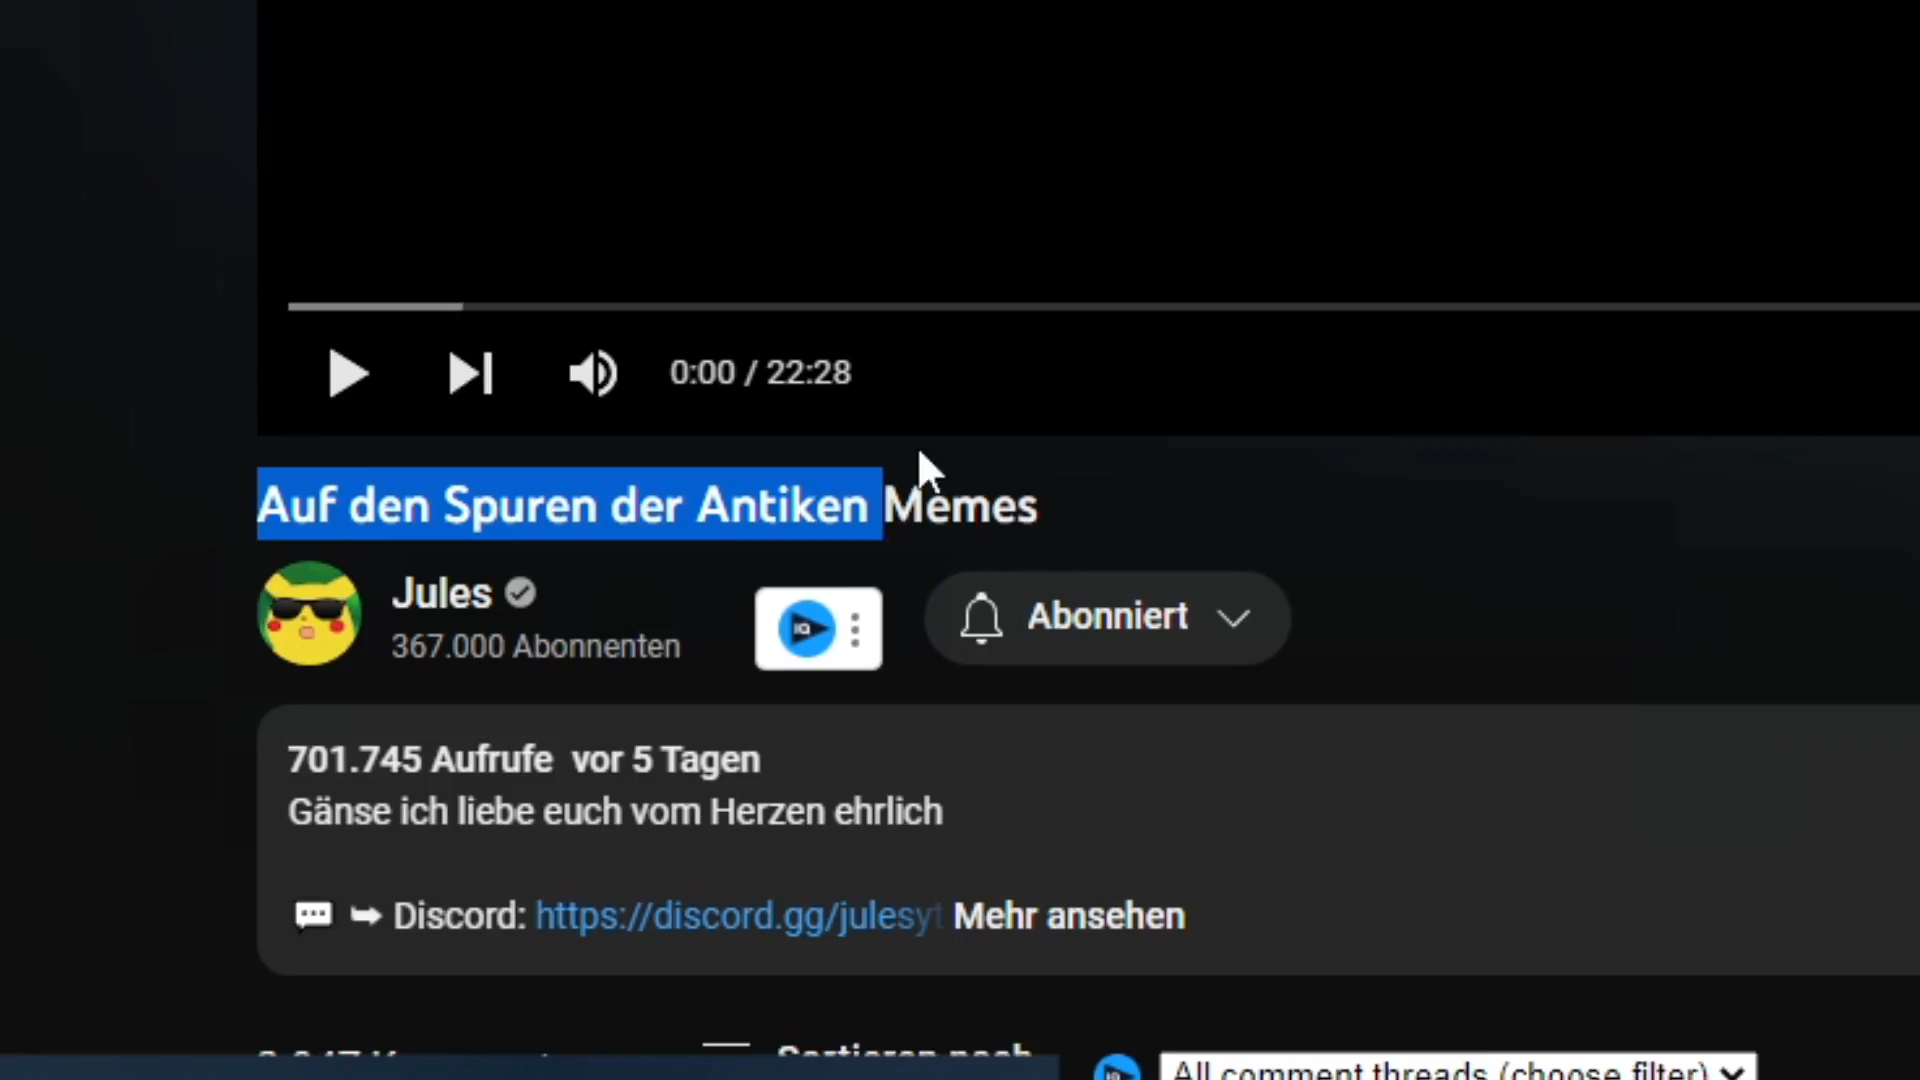 0:00 / 22:28
Auf den Spuren der Antiken Memes
Jules
367.000 Abonnenten
IQ
Abonniert
701.745 Aufrufe vor 5 Tagen
Gänse ich liebe euch vom Herzen ehrlich
Discord: https://discord.gg/julesyt Mehr ansehen
Sortieren nach
All comment threads (choose filter)